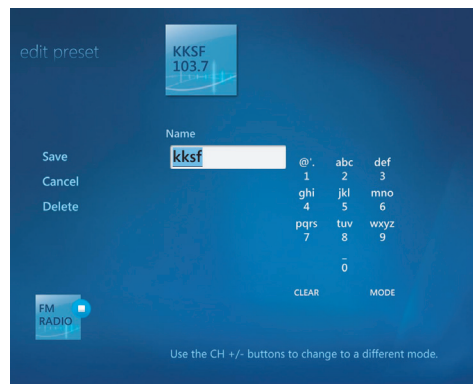 edit preset
KKSF
103.7
Name
kksf
Save
Cancel
Delete
@'. abc def
1 2 3
ghi jkl mno
4 5 6
pqrs tuv wxyz
7 8 9
_
0
CLEAR MODE
FM
RADIO
Use the CH +/- buttons to change to a different mode.